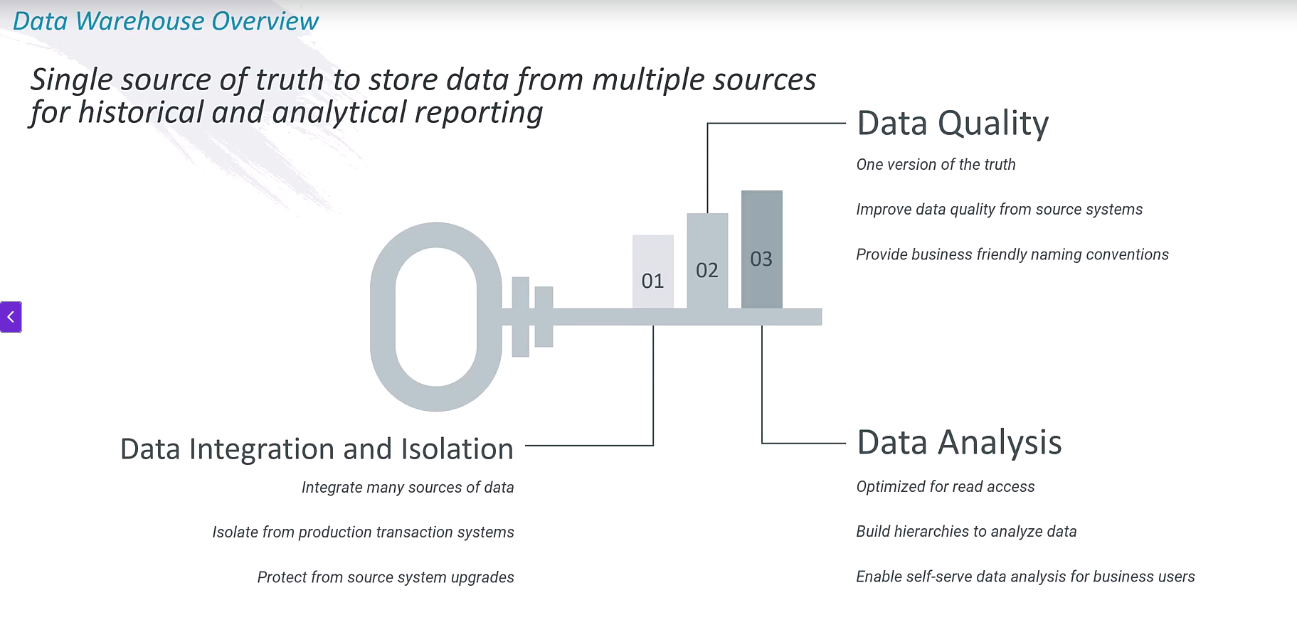 Data Warehouse Overview
Single source of truth to store data from multiple sources
for historical and analytical reporting
Data Quality
One version of the truth
Improve data quality from source systems
Provide business friendly naming conventions
01
02
03
Data Integration and Isolation
Integrate many sources of data
Isolate from production transaction systems
Protect from source system upgrades
Data Analysis
Optimized for read access
Build hierarchies to analyze data
Enable self-serve data analysis for business users